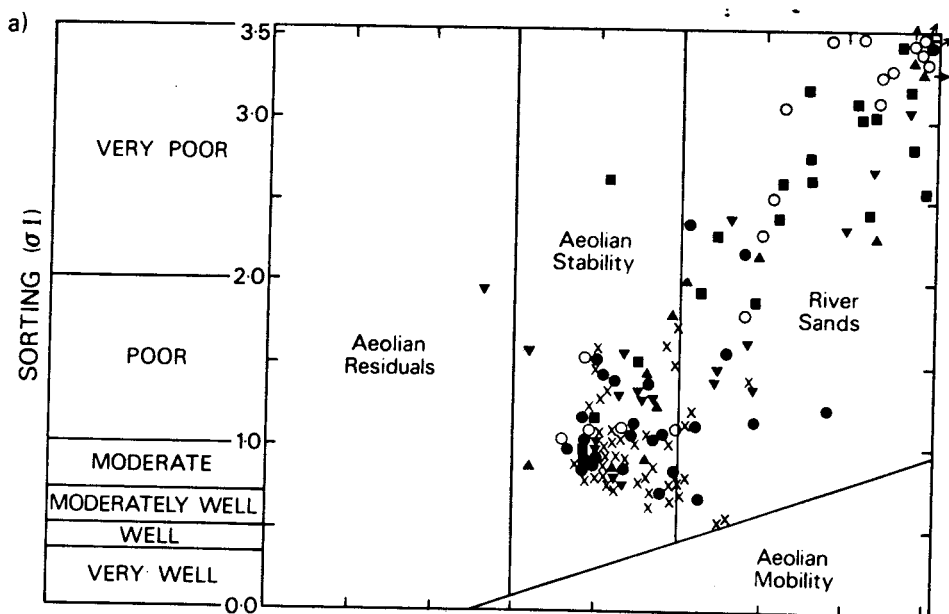 a)
SORTING (σ1)
VERY POOR
POOR
MODERATE
MODERATELY WELL
WELL
VERY WELL
3·5
3·0
2·0
1·0
0·0
Aeolian
Residuals
Aeolian
Stability
River
Sands
Aeolian
Mobility